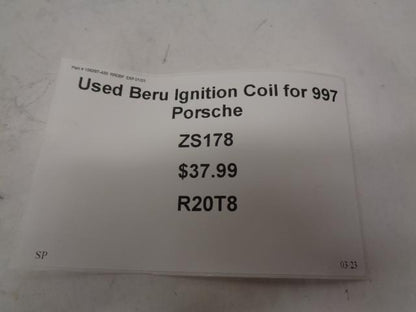 Used Beru Ignition Coil for 997
Porsche
ZS178
$37.99
R20T8
SP
03/23